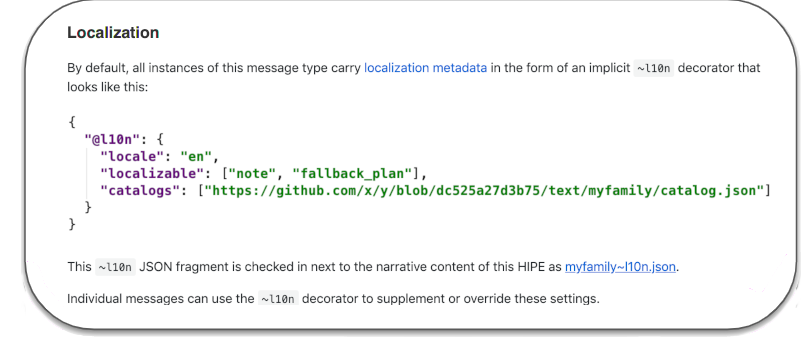 Localization
By default, all instances of this message type carry localization metadata in the form of an implicit ~l10n decorator that
looks like this:
{
  "@l10n": {
    "locale": "en",
    "localizable": ["note", "fallback_plan"],
    "catalogs": ["https://github.com/x/y/blob/dc525a27d3b75/text/myfamily/catalog.json"]
  }
}
This ~l10n JSON fragment is checked in next to the narrative content of this HIPE as myfamily~l10n.json.
Individual messages can use the ~l10n decorator to supplement or override these settings.